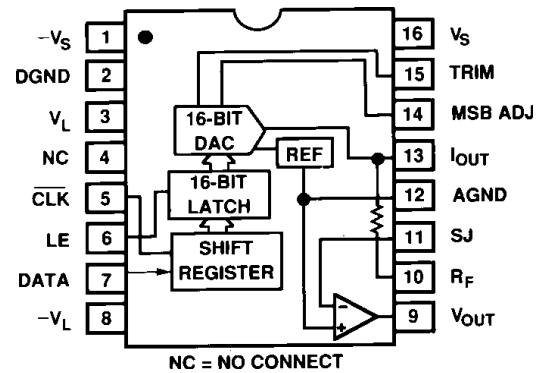 -VS 1
DGND 2
VL 3
NC 4
CLK 5
LE 6
DATA 7
-VL 8
16-BIT
DAC
REF
16-BIT
LATCH
SHIFT
REGISTER
-
+
16 VS
15 TRIM
14 MSB ADJ
13 IOUT
12 AGND
11 SJ
10 RF
9 VOUT
NC = NO CONNECT